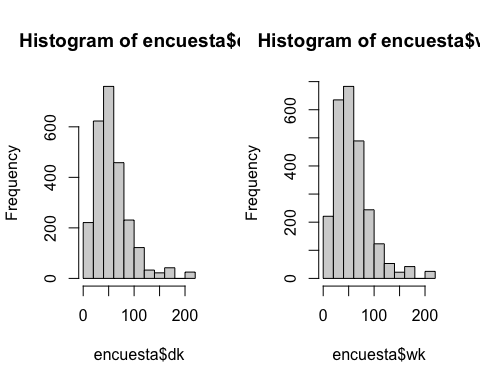 Histogram of encuesta$
Histogram of encuesta$
Frequency
0 200 400 600
0 100 200
encuesta$dk
Frequency
0 200 400 600
0 100 200
encuesta$wk